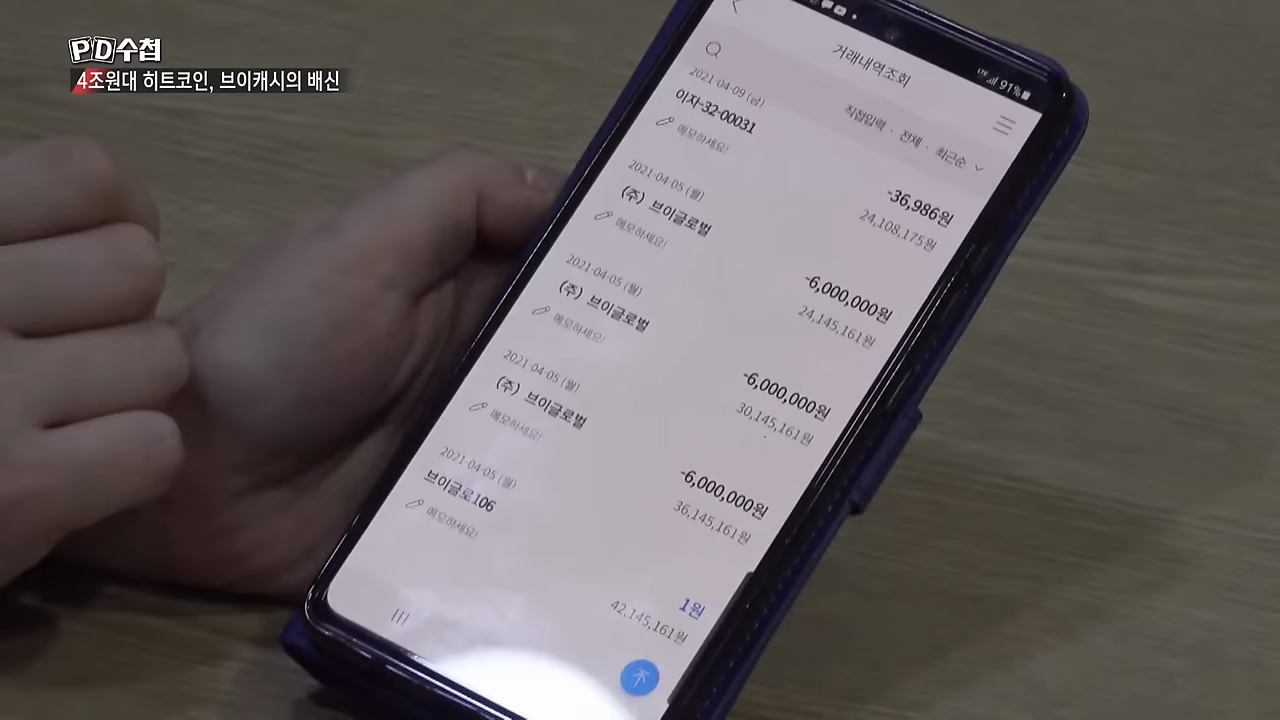 PD수첩
4조원대 히트코인, 브이캐시의 배신
LTE 91%
거래내역조회
직접입력 · 전체 · 최근순
2021-04-09 (금)
이자-32-00031
-36,986원
메모하세요!
24,108,175원
2021-04-05 (월)
(주) 브이글로벌
-6,000,000원
메모하세요!
24,145,161원
2021-04-05 (월)
(주) 브이글로벌
-6,000,000원
메모하세요!
30,145,161원
2021-04-05 (월)
(주) 브이글로벌
-6,000,000원
메모하세요!
36,145,161원
2021-04-05 (월)
브이글로106
1원
메모하세요!
42,145,161원